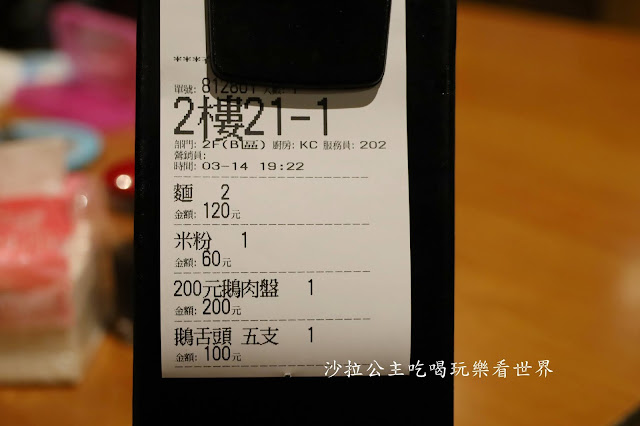 ***
單號: 812801
2樓21-1
部門: 2F(B區) 廚房: KC 服務員: 202
營銷員:
時間: 03-14 19:22
麵 2
金額: 120元
米粉 1
金額: 60元
200元鵝肉盤 1
金額: 200元
鵝舌頭 五支 1
金額: 100元
沙拉公主吃喝玩樂看世界